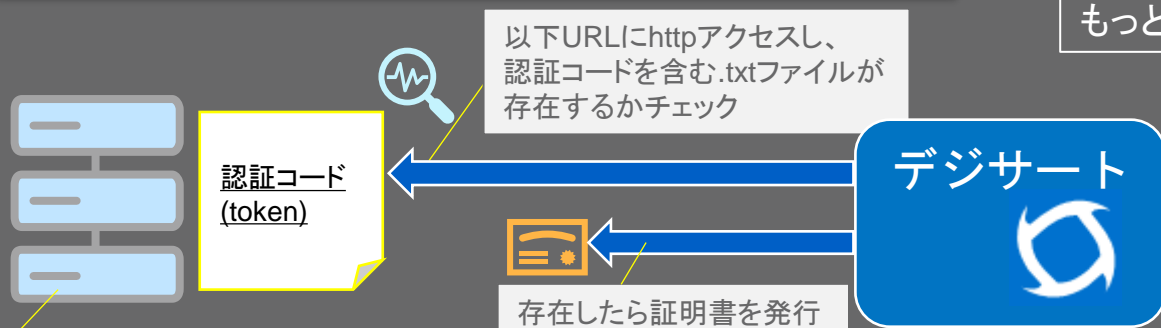 もっと
以下URLにhttpアクセスし、
認証コードを含む.txtファイルが
存在するかチェック
認証コード
(token)
デジサート
存在したら証明書を発行